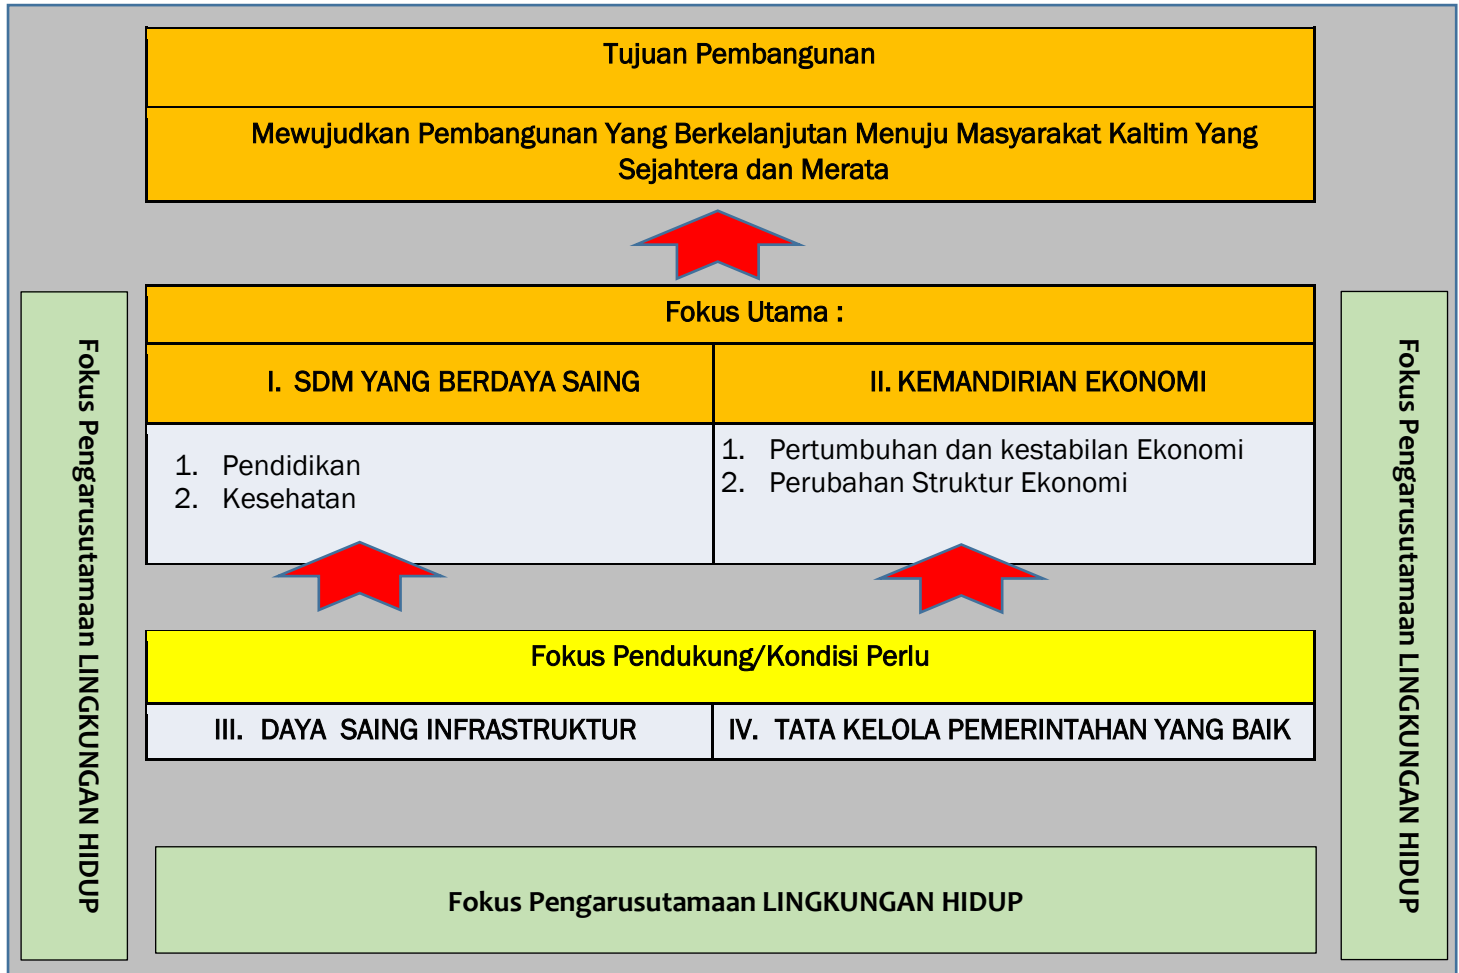 Tujuan Pembangunan
Mewujudkan Pembangunan Yang Berkelanjutan Menuju Masyarakat Kaltim Yang
Sejahtera dan Merata
Fokus Pengarusutamaan LINGKUNGAN HIDUP
Fokus Utama :
I. SDM YANG BERDAYA SAING
II. KEMANDIRIAN EKONOMI
1. Pendidikan
2. Kesehatan
1. Pertumbuhan dan kestabilan Ekonomi
2. Perubahan Struktur Ekonomi
Fokus Pendukung/Kondisi Perlu
III. DAYA SAING INFRASTRUKTUR
IV. TATA KELOLA PEMERINTAHAN YANG BAIK
Fokus Pengarusutamaan LINGKUNGAN HIDUP
Fokus Pengarusutamaan LINGKUNGAN HIDUP